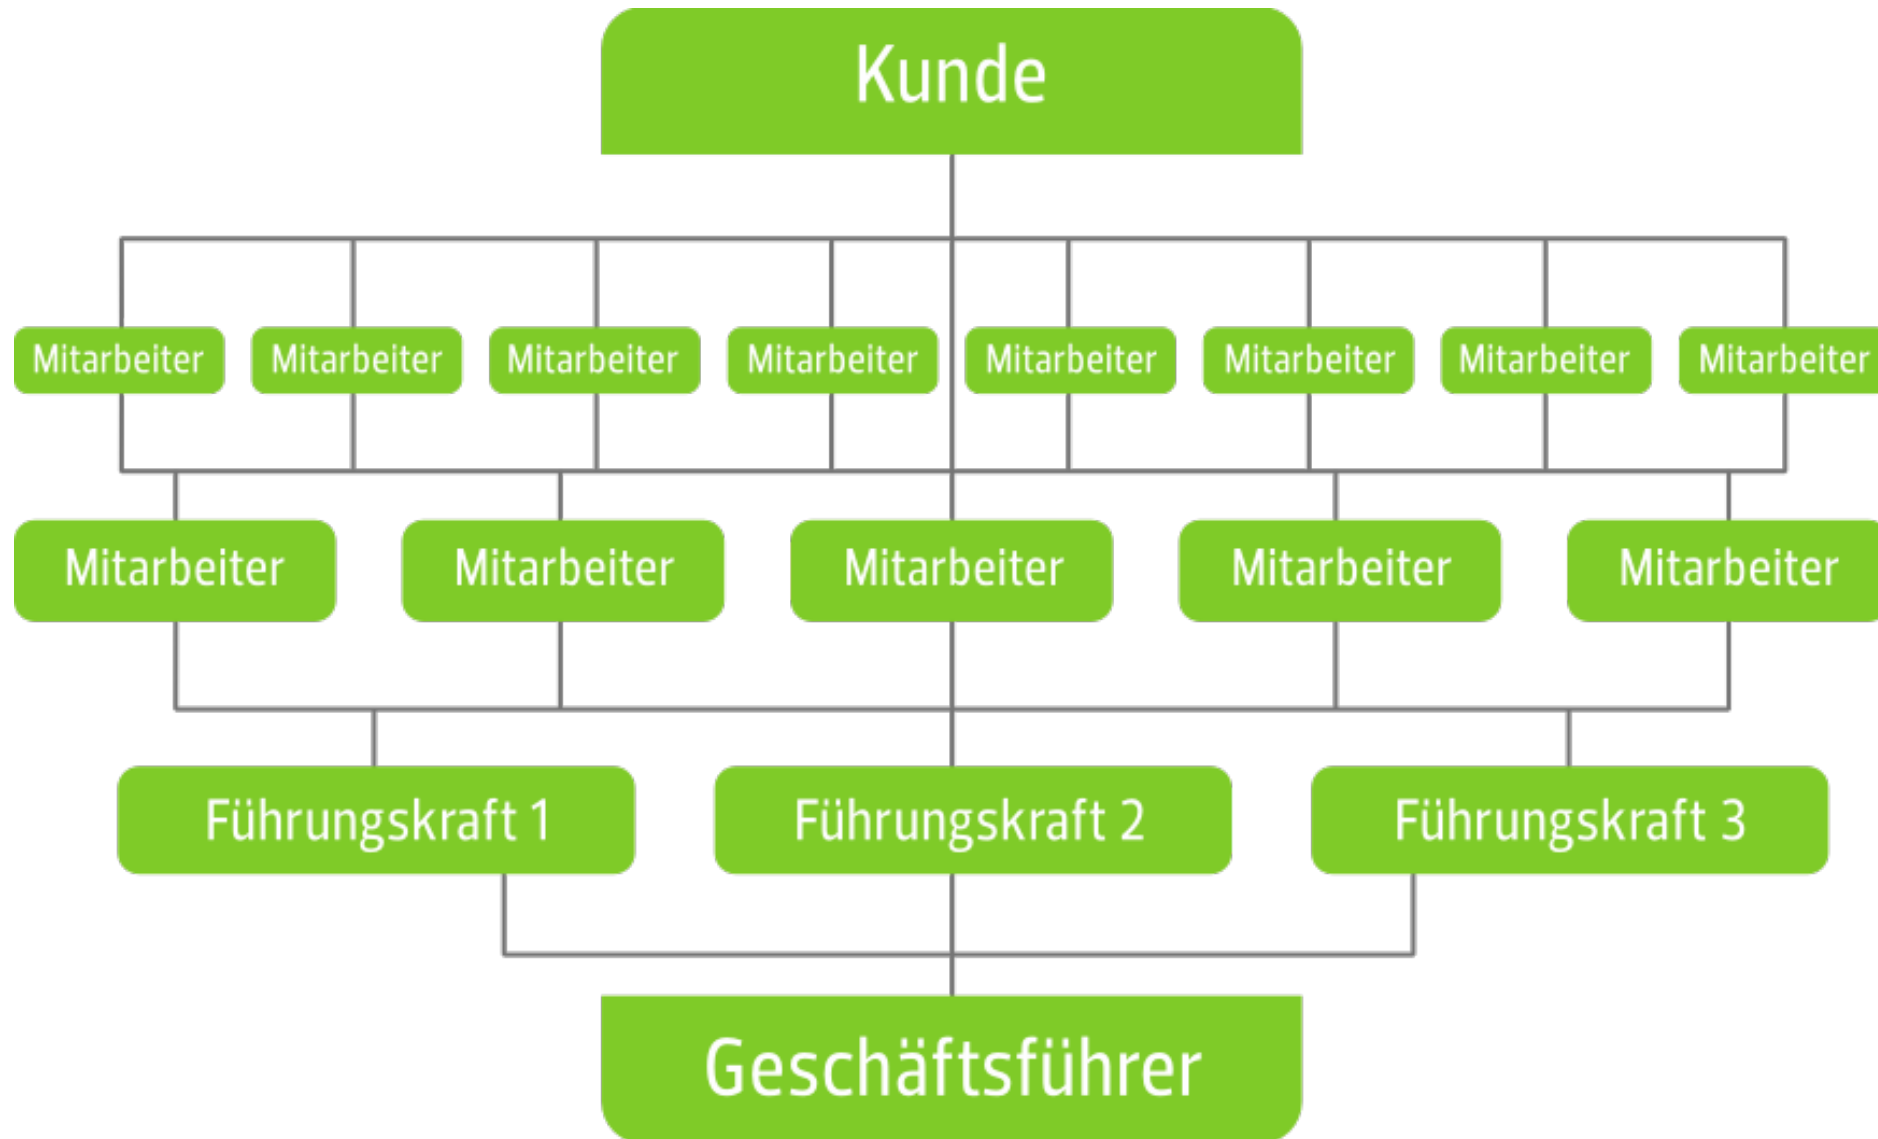 Kunde
Mitarbeiter Mitarbeiter Mitarbeiter Mitarbeiter Mitarbeiter Mitarbeiter Mitarbeiter Mitarbeiter
Mitarbeiter Mitarbeiter Mitarbeiter Mitarbeiter Mitarbeiter
Führungskraft 1 Führungskraft 2 Führungskraft 3
Geschäftsführer